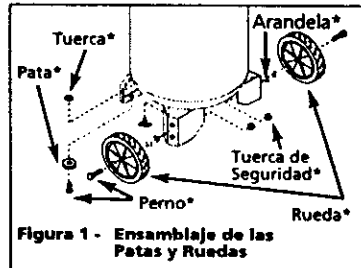 Arandela*
Tuerca*
Pata*
Tuerca de
Seguridad*
Perno*
Rueda*
Figura 1 - Ensamblaje de las
Patas y Ruedas